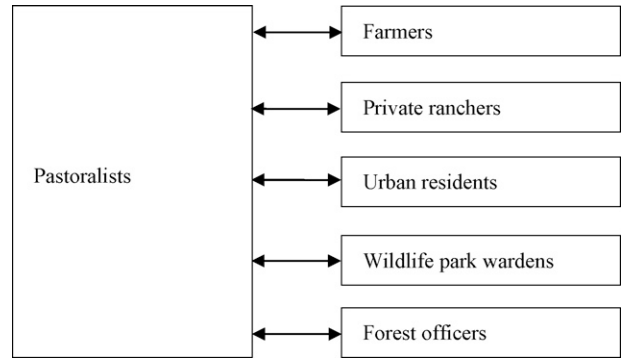 Farmers
Private ranchers
Pastoralists
Urban residents
Wildlife park wardens
Forest officers